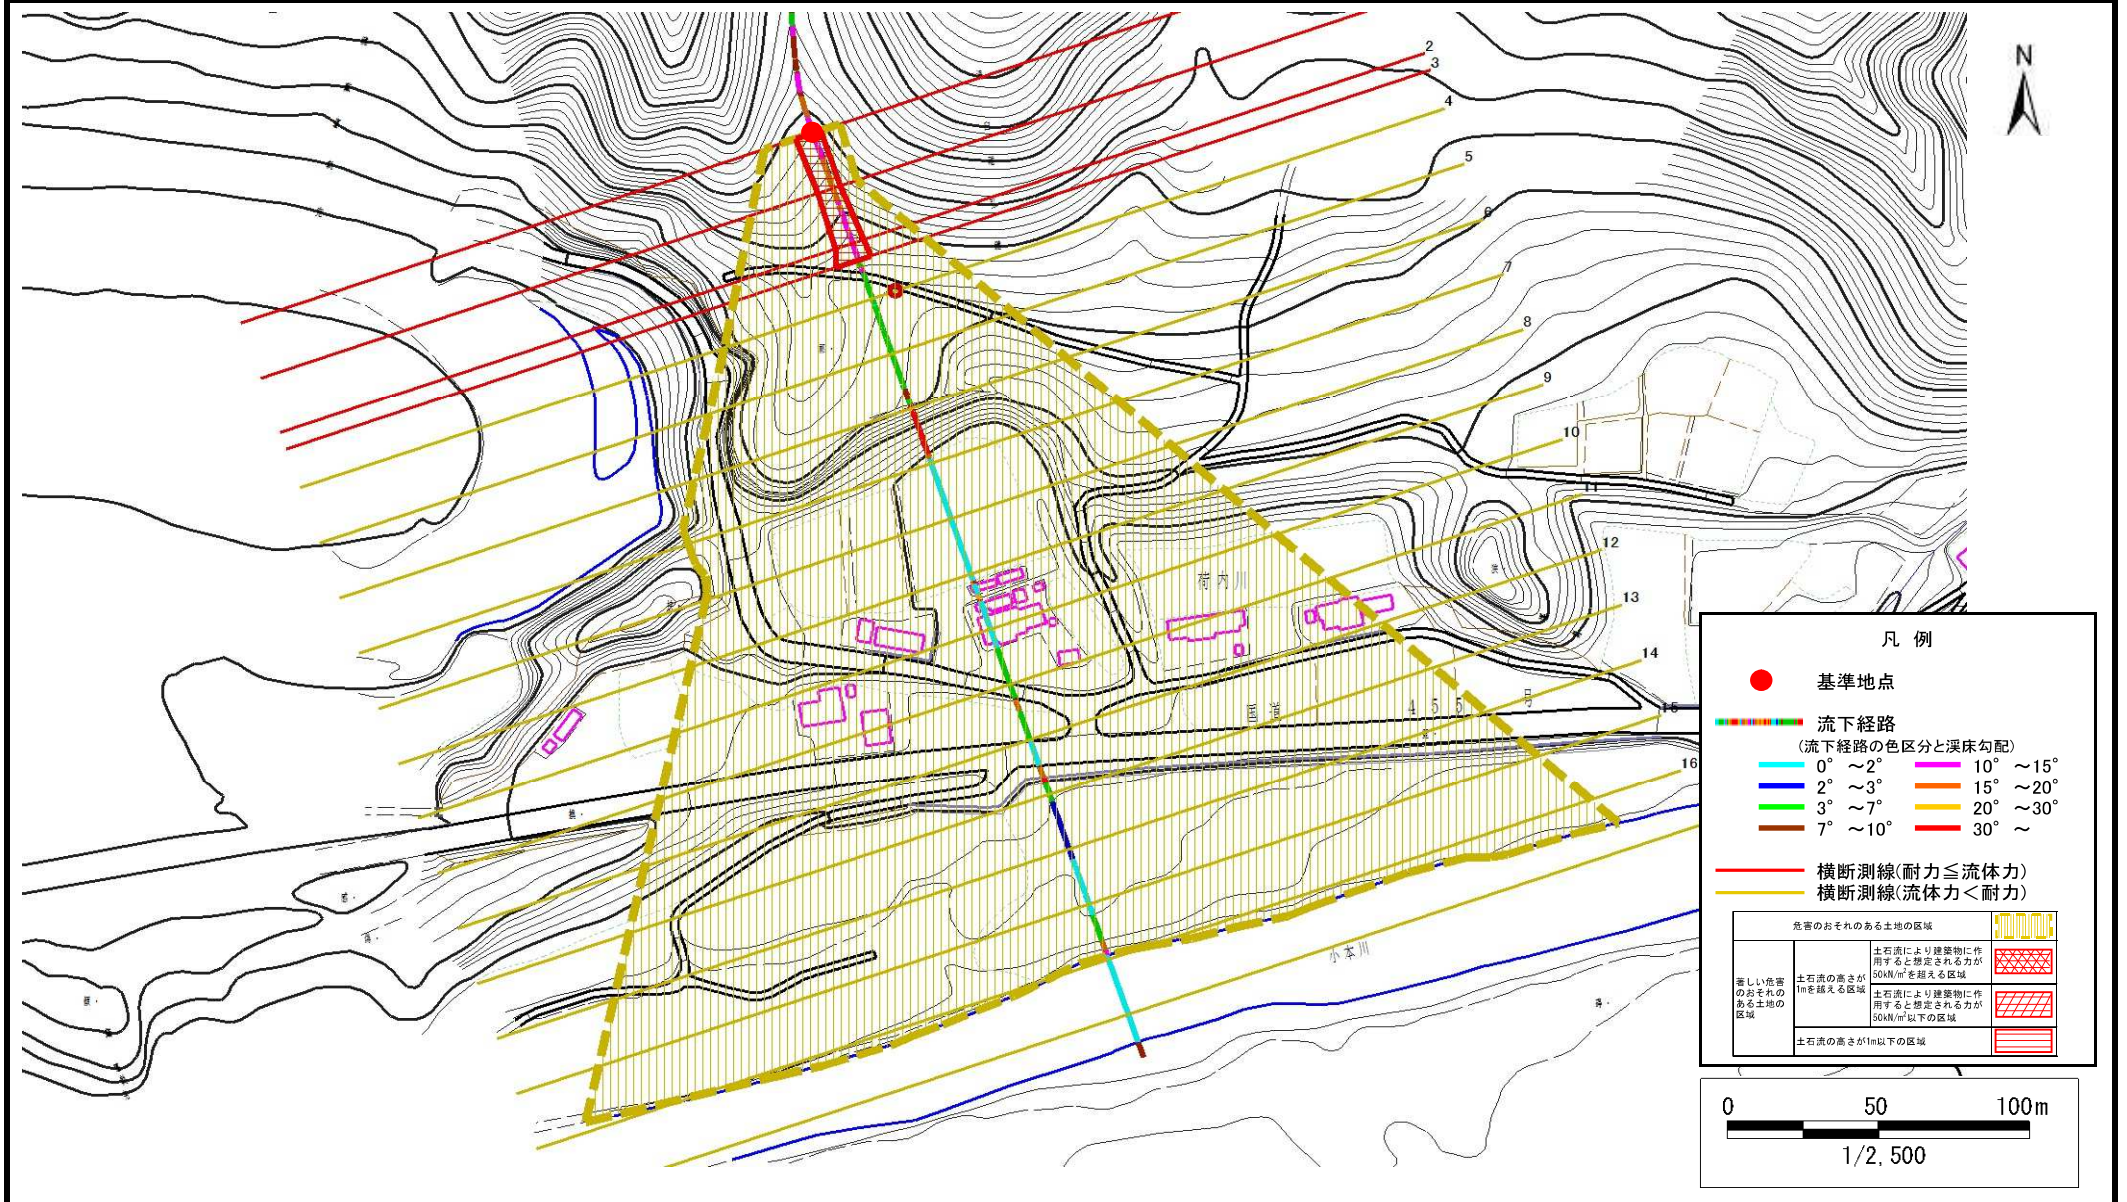 N
2
3
4
5
6
7
8
9
10
11
12
13
14
15
16
荷内川
国道
455
号
小本川
凡 例
基準地点
流下経路
(流下経路の色区分と渓床勾配)
0° ～2° 10° ～15°
2° ～3° 15° ～20°
3° ～7° 20° ～30°
7° ～10° 30° ～
横断測線(耐力≦流体力)
横断測線(流体力＜耐力)
危害のおそれのある土地の区域
著しい危害
のおそれの
ある土地の
区域
土石流の高さが
1mを越える区域
土石流により建築物に作
用すると想定される力が
50kN/m²を超える区域
土石流により建築物に作
用すると想定される力が
50kN/m²以下の区域
土石流の高さが1m以下の区域
0 50 100m
1/2,500